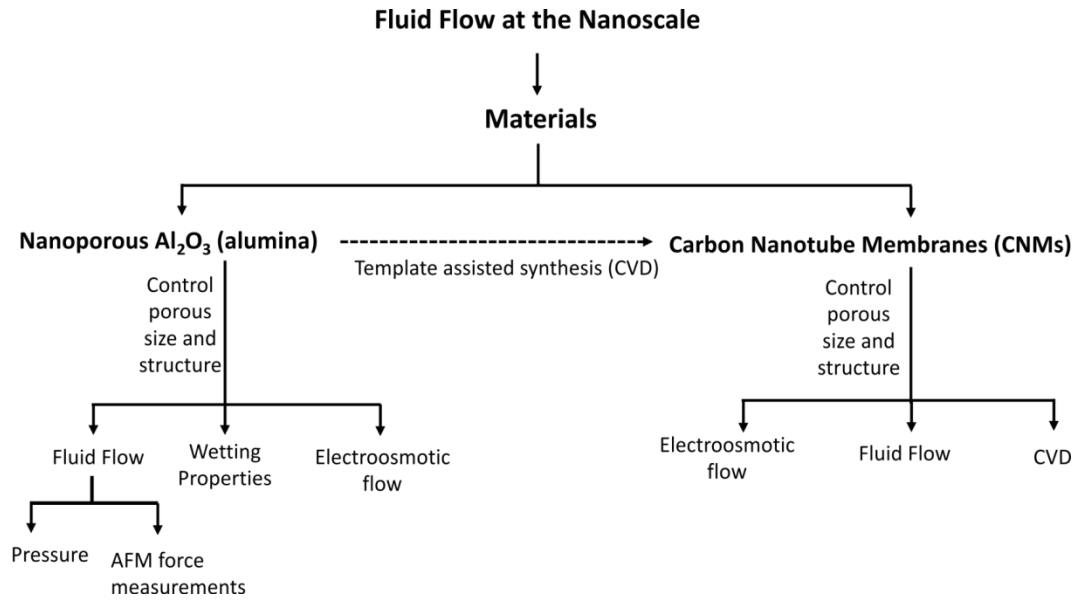 Fluid Flow at the Nanoscale
Materials
Nanoporous Al₂O₃ (alumina)
Template assisted synthesis (CVD)
Carbon Nanotube Membranes (CNMs)
Control
porous
size and
structure
Control
porous
size and
structure
Fluid Flow
Wetting
Properties
Electroosmotic
flow
Electroosmotic
flow
Fluid Flow
CVD
Pressure
AFM force
measurements